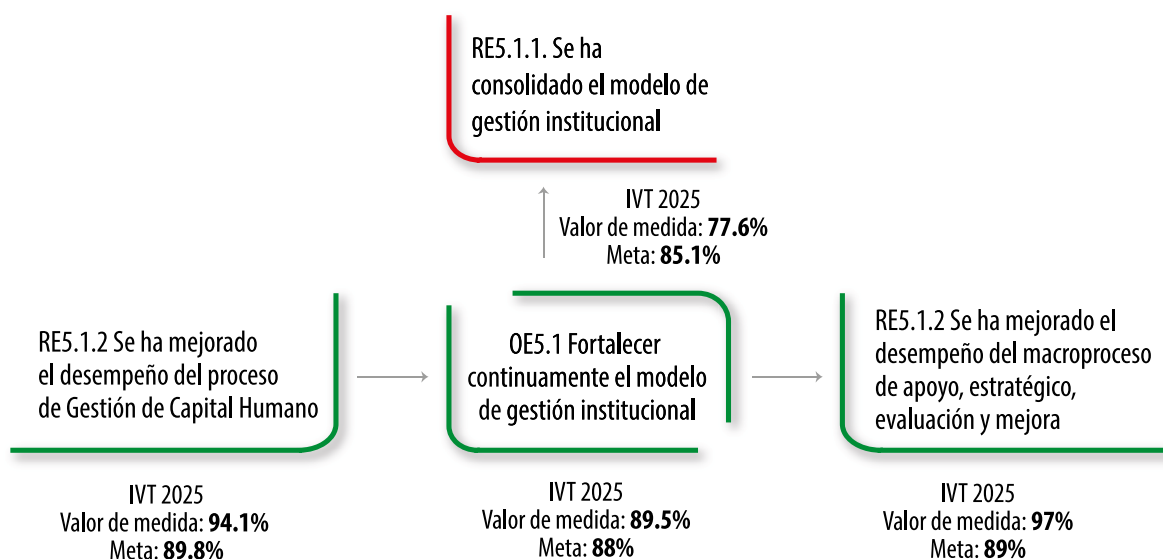 RE5.1.1. Se ha
consolidado el modelo de
gestión institucional
IVT 2025
Valor de medida: 77.6%
Meta: 85.1%
RE5.1.2 Se ha mejorado
el desempeño del proceso
de Gestión de Capital Humano
IVT 2025
Valor de medida: 94.1%
Meta: 89.8%
OE5.1 Fortalecer
continuamente el modelo
de gestión institucional
IVT 2025
Valor de medida: 89.5%
Meta: 88%
RE5.1.2 Se ha mejorado el
desempeño del macroproceso
de apoyo, estratégico,
evaluación y mejora
IVT 2025
Valor de medida: 97%
Meta: 89%